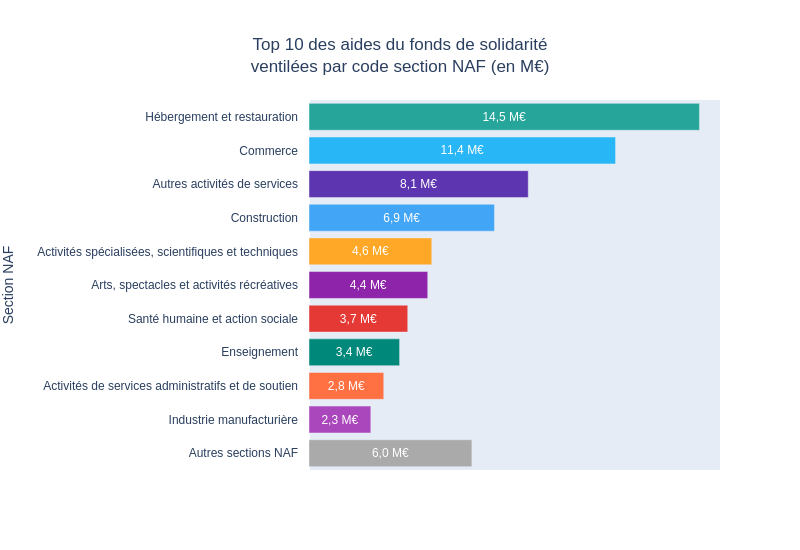 Top 10 des aides du fonds de solidarité
ventilées par code section NAF (en M€)
Section NAF
Hébergement et restauration 14,5 M€
Commerce 11,4 M€
Autres activités de services 8,1 M€
Construction 6,9 M€
Activités spécialisées, scientifiques et techniques 4,6 M€
Arts, spectacles et activités récréatives 4,4 M€
Santé humaine et action sociale 3,7 M€
Enseignement 3,4 M€
Activités de services administratifs et de soutien 2,8 M€
Industrie manufacturière 2,3 M€
Autres sections NAF 6,0 M€